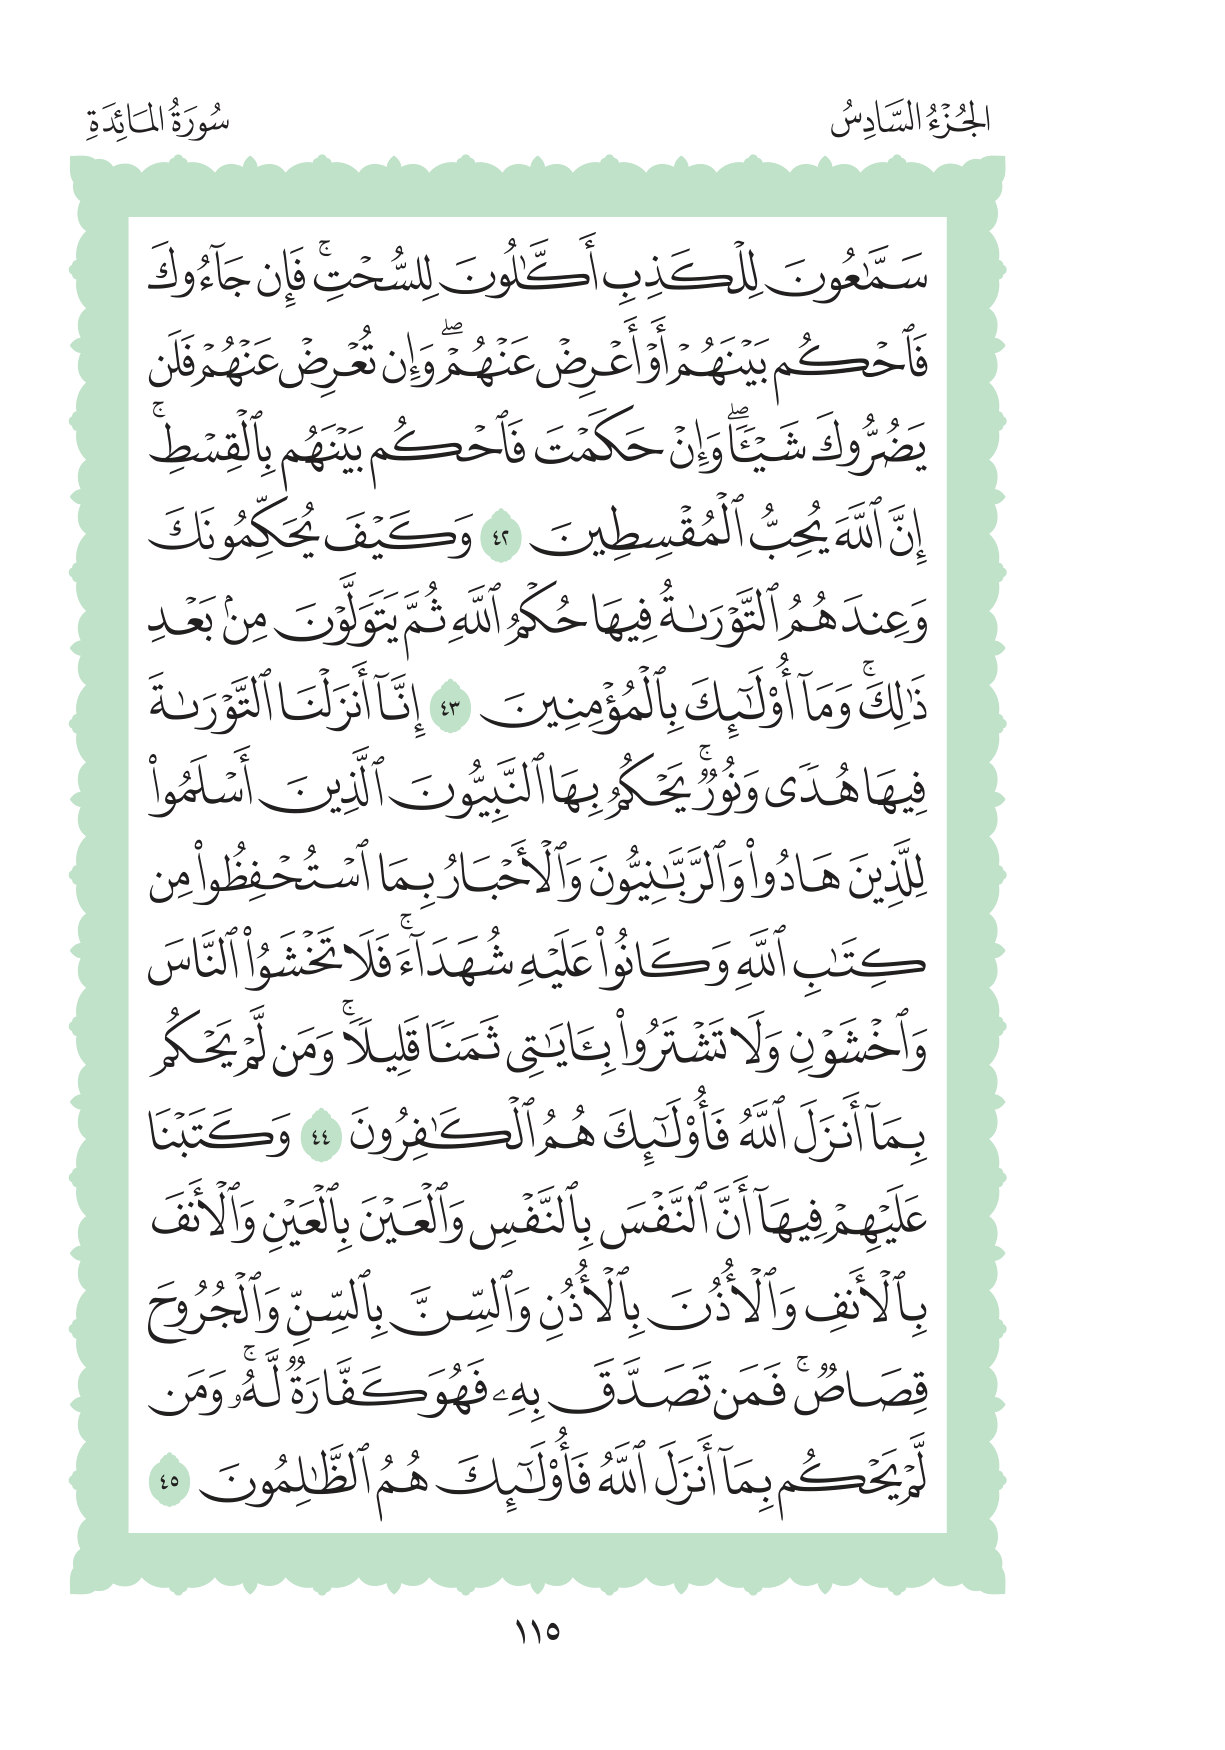 الجُزْءُ السَّادِسُ
سُورَةُ المَائِدَةِ
سَمَّٰعُونَ لِلۡكَذِبِ أَكَّٰلُونَ لِلسُّحۡتِۚ فَإِن جَآءُوكَ
فَٱحۡكُم بَيۡنَهُمۡ أَوۡ أَعۡرِضۡ عَنۡهُمۡۖ وَإِن تُعۡرِضۡ عَنۡهُمۡ فَلَن
يَضُرُّوكَ شَيۡـٔٗاۖ وَإِنۡ حَكَمۡتَ فَٱحۡكُم بَيۡنَهُم بِٱلۡقِسۡطِۚ
إِنَّ ٱللَّهَ يُحِبُّ ٱلۡمُقۡسِطِينَ ٤٢ وَكَيۡفَ يُحَكِّمُونَكَ
وَعِندَهُمُ ٱلتَّوۡرَىٰةُ فِيهَا حُكۡمُ ٱللَّهِ ثُمَّ يَتَوَلَّوۡنَ مِنۢ بَعۡدِ
ذَٰلِكَۚ وَمَآ أُوْلَٰٓئِكَ بِٱلۡمُؤۡمِنِينَ ٤٣ إِنَّآ أَنزَلۡنَا ٱلتَّوۡرَىٰةَ
فِيهَا هُدٗى وَنُورٞۚ يَحۡكُمُ بِهَا ٱلنَّبِيُّونَ ٱلَّذِينَ أَسۡلَمُواْ
لِلَّذِينَ هَادُواْ وَٱلرَّبَّٰنِيُّونَ وَٱلۡأَحۡبَارُ بِمَا ٱسۡتُحۡفِظُواْ مِن
كِتَٰبِ ٱللَّهِ وَكَانُواْ عَلَيۡهِ شُهَدَآءَۚ فَلَا تَخۡشَوُاْ ٱلنَّاسَ
وَٱخۡشَوۡنِ وَلَا تَشۡتَرُواْ بِـَٔايَٰتِي ثَمَنٗا قَلِيلٗاۚ وَمَن لَّمۡ يَحۡكُم
بِمَآ أَنزَلَ ٱللَّهُ فَأُوْلَٰٓئِكَ هُمُ ٱلۡكَٰفِرُونَ ٤٤ وَكَتَبۡنَا
عَلَيۡهِمۡ فِيهَآ أَنَّ ٱلنَّفۡسَ بِٱلنَّفۡسِ وَٱلۡعَيۡنَ بِٱلۡعَيۡنِ وَٱلۡأَنفَ
بِٱلۡأَنفِ وَٱلۡأُذُنَ بِٱلۡأُذُنِ وَٱلسِّنَّ بِٱلسِّنِّ وَٱلۡجُرُوحَ
قِصَاصٞۚ فَمَن تَصَدَّقَ بِهِۦ فَهُوَ كَفَّارَةٞ لَّهُۥۚ وَمَن
لَّمۡ يَحۡكُم بِمَآ أَنزَلَ ٱللَّهُ فَأُوْلَٰٓئِكَ هُمُ ٱلظَّٰلِمُونَ ٤٥
١١٥